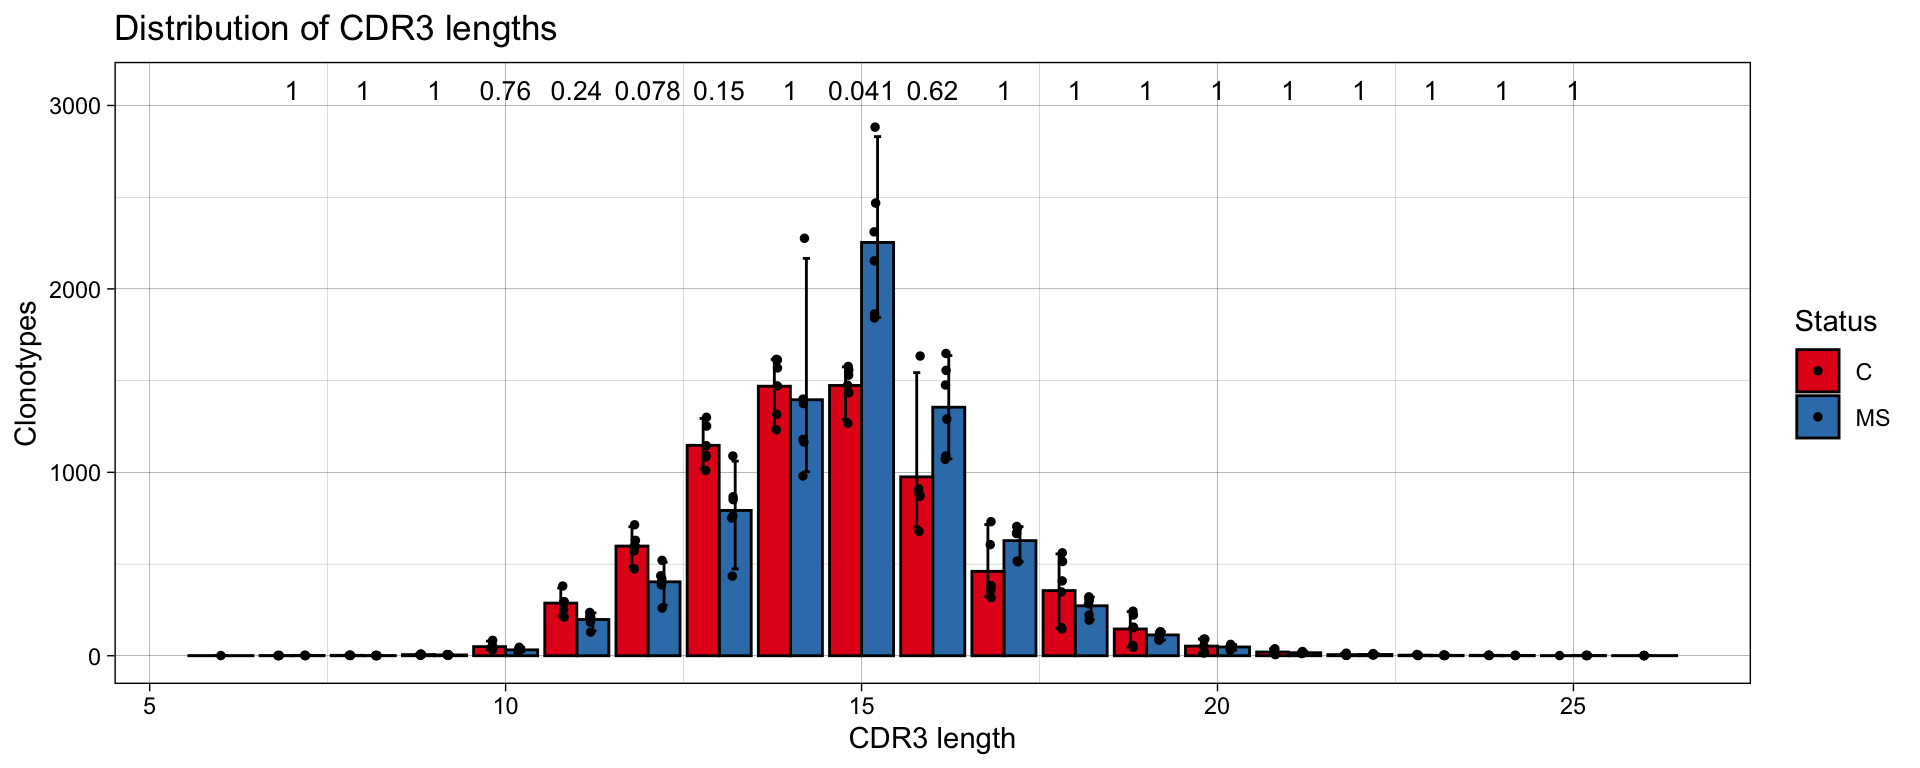 Distribution of CDR3 lengths
1 1 1 0.76 0.24 0.078 0.15 1 0.041 0.62 1 1 1 1 1 1 1 1 1
3000
2000
1000
0
Clonotypes
5 10 15 20 25
CDR3 length
Status
C
MS